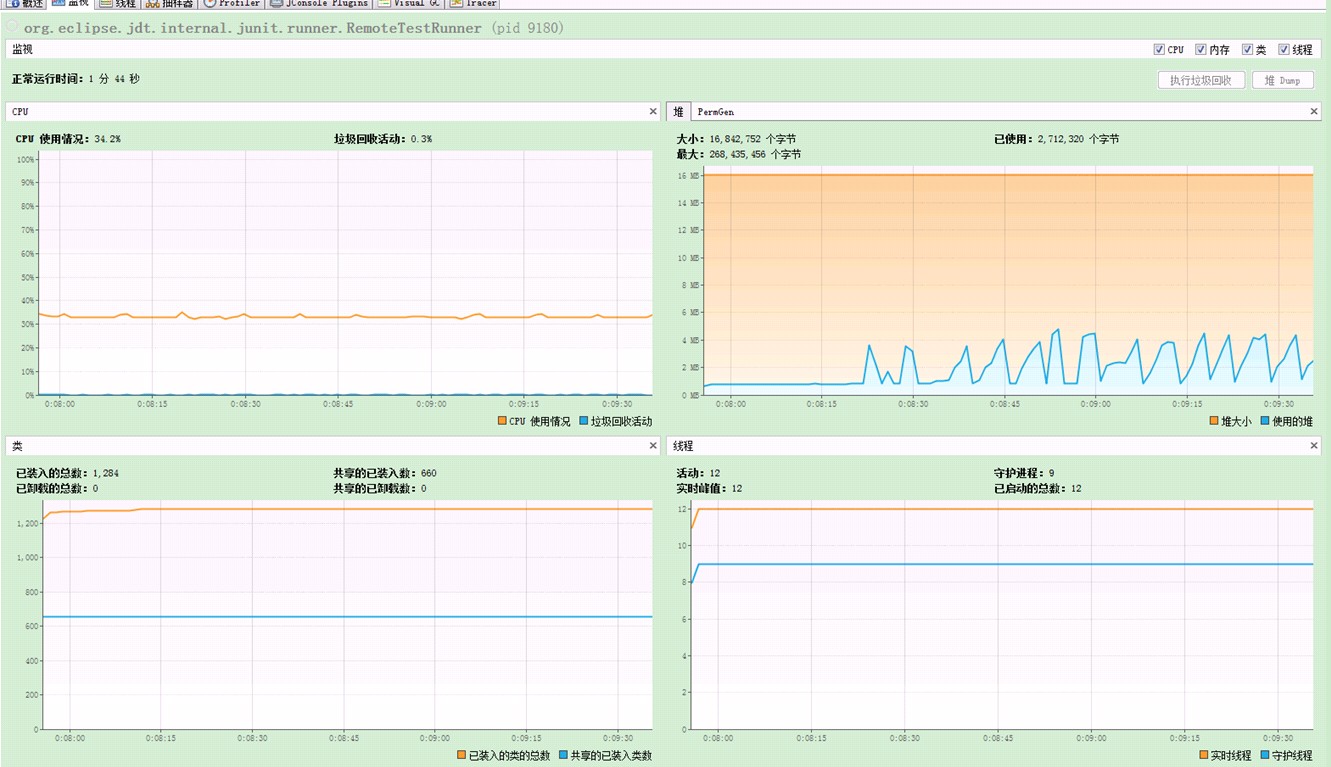 概述 监视 线程 抽样器 Profiler JConsole Plugins Visual GC Tracer
org.eclipse.jdt.internal.junit.runner.RemoteTestRunner (pid 9180)
监视 CPU 内存 类 线程
正常运行时间: 1 分 44 秒 执行垃圾回收 堆 Dump
CPU
CPU 使用情况: 34.2% 垃圾回收活动: 0.3%
100%
90%
80%
70%
60%
50%
40%
30%
20%
10%
0%
0:08:00 0:08:15 0:08:30 0:08:45 0:09:00 0:09:15 0:09:30
CPU 使用情况 垃圾回收活动
堆 PermGen
大小: 16,842,752 个字节 已使用: 2,712,320 个字节
最大: 268,435,456 个字节
16 MB
14 MB
12 MB
10 MB
8 MB
6 MB
4 MB
2 MB
0 MB
0:08:00 0:08:15 0:08:30 0:08:45 0:09:00 0:09:15 0:09:30
堆大小 使用的堆
类
已装入的总数: 1,284 共享的已装入数: 660
已卸载的总数: 0 共享的已卸载数: 0
1,200
1,000
800
600
400
200
0
0:08:00 0:08:15 0:08:30 0:08:45 0:09:00 0:09:15 0:09:30
已装入的类的总数 共享的已装入类数
线程
活动: 12 守护进程: 9
实时峰值: 12 已启动的总数: 12
12
10
8
6
4
2
0
0:08:00 0:08:15 0:08:30 0:08:45 0:09:00 0:09:15 0:09:30
实时线程 守护线程